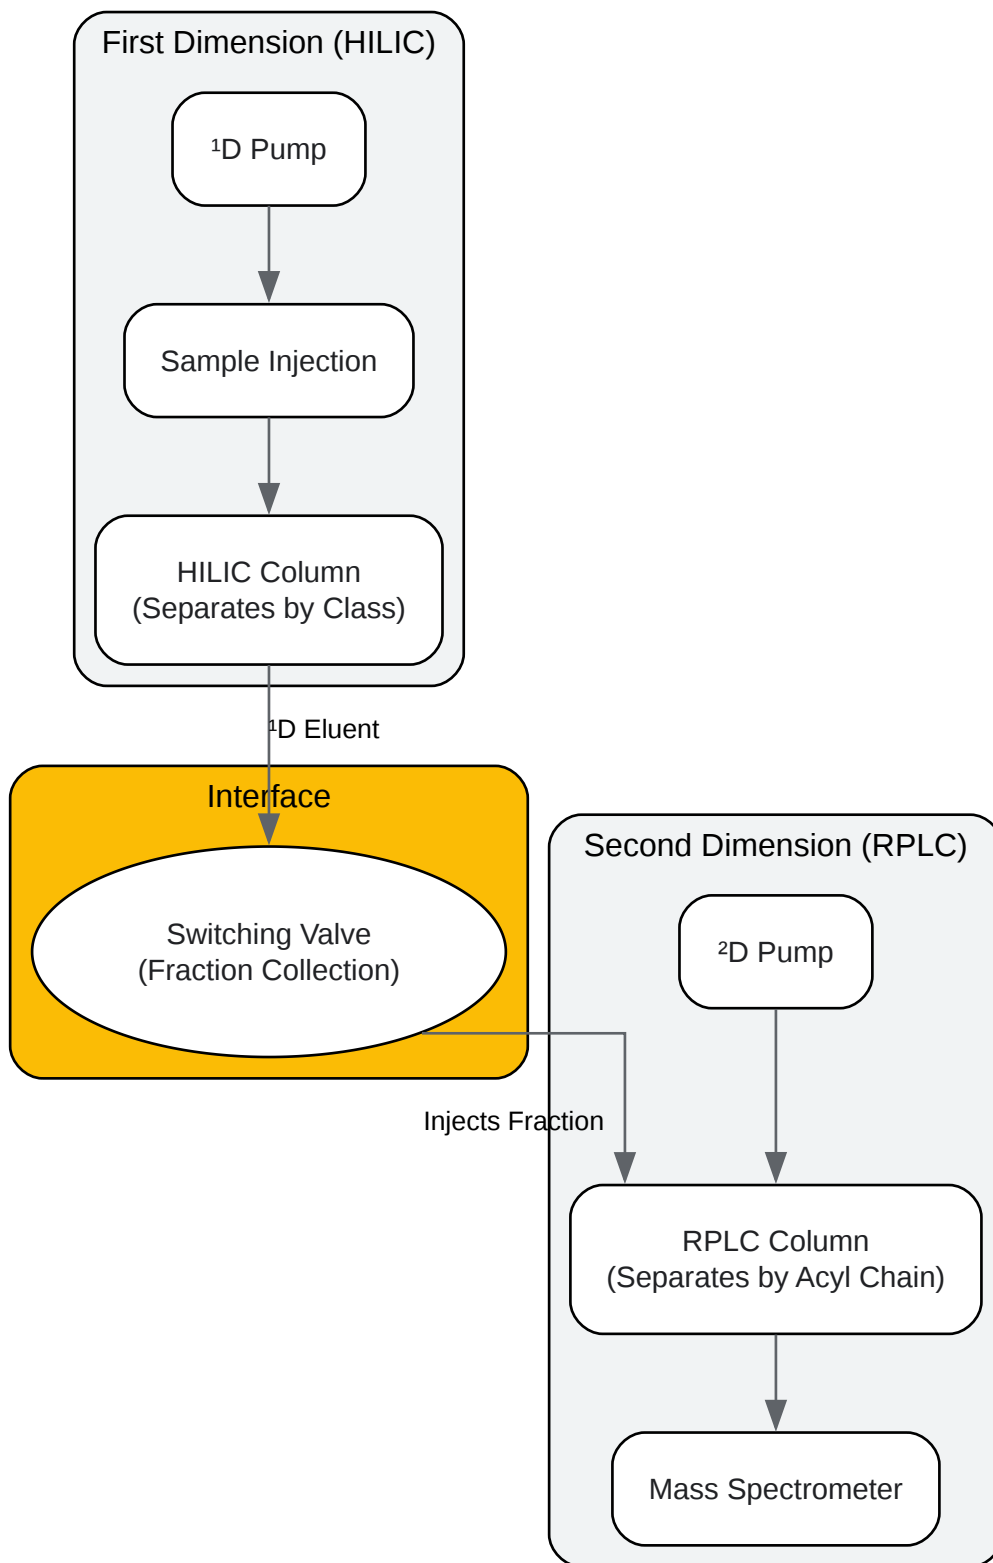 First Dimension (HILIC)
¹D Pump
Sample Injection
HILIC Column
(Separates by Class)
¹D Eluent
Interface
Switching Valve
(Fraction Collection)
Injects Fraction
Second Dimension (RPLC)
²D Pump
RPLC Column
(Separates by Acyl Chain)
Mass Spectrometer